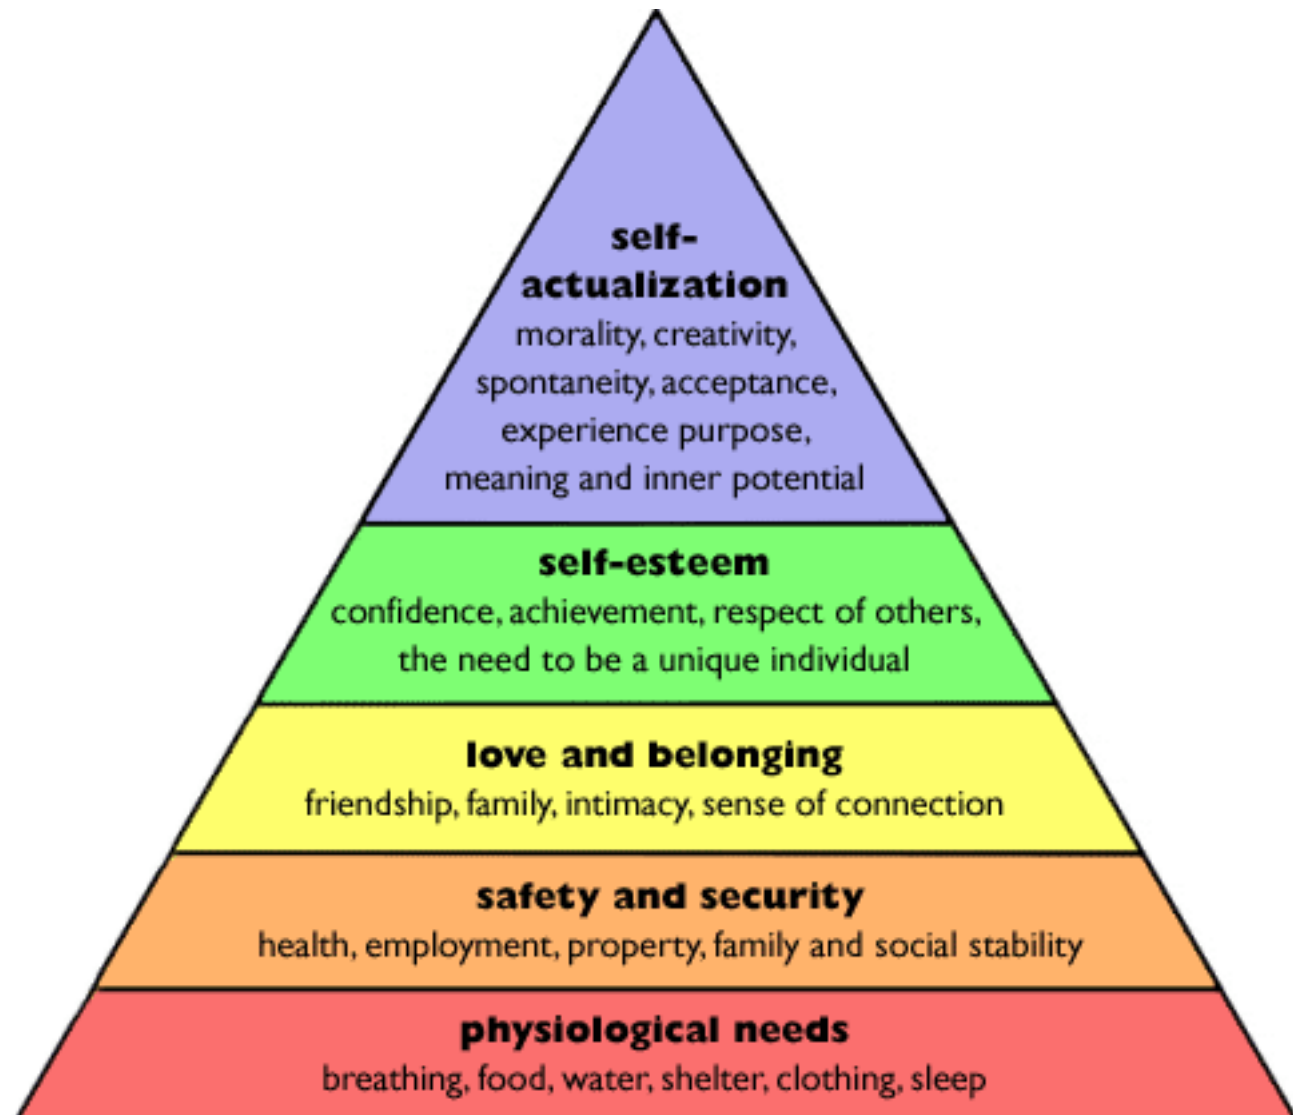 self-
actualization
morality, creativity,
spontaneity, acceptance,
experience purpose,
meaning and inner potential
self-esteem
confidence, achievement, respect of others,
the need to be a unique individual
love and belonging
friendship, family, intimacy, sense of connection
safety and security
health, employment, property, family and social stability
physiological needs
breathing, food, water, shelter, clothing, sleep